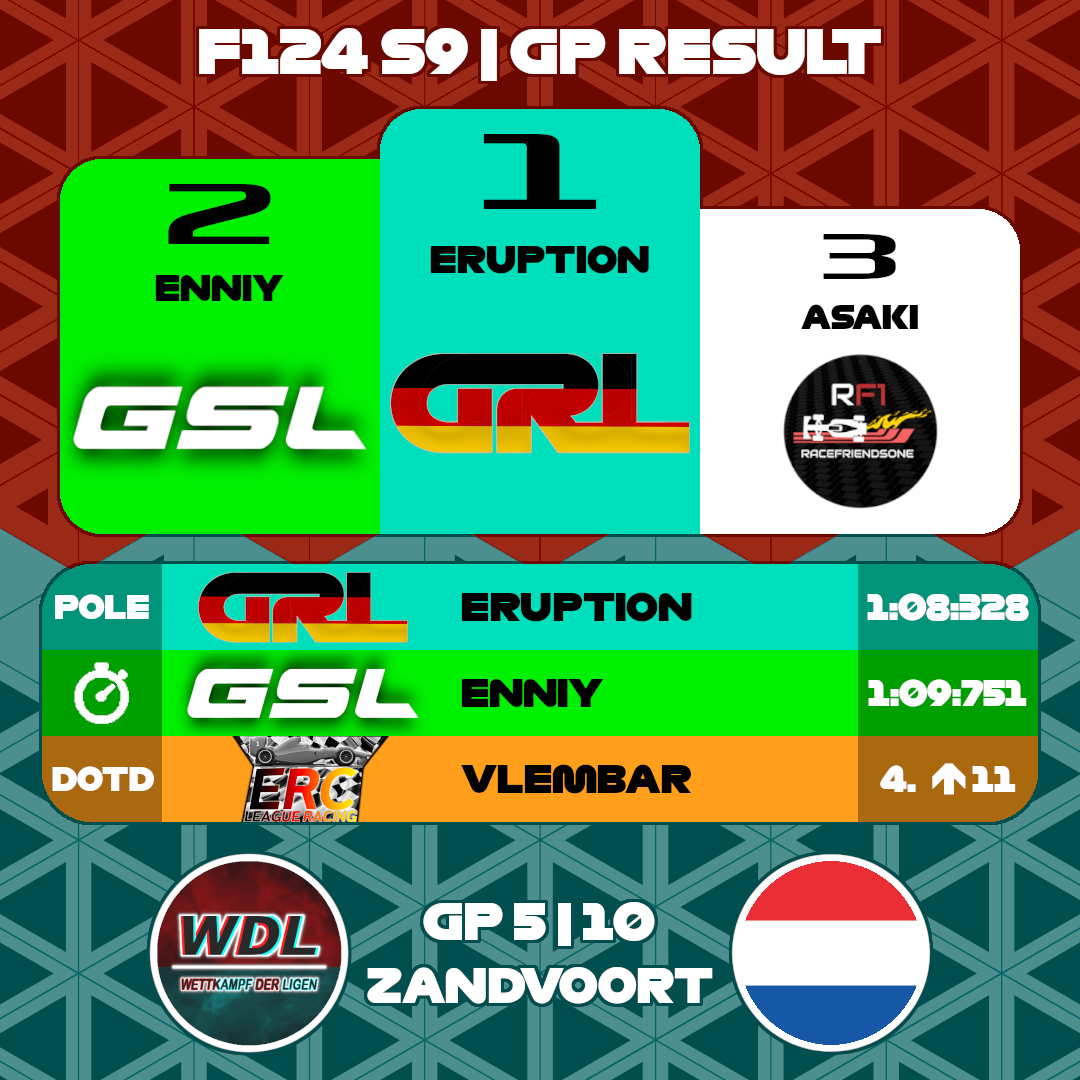 F124 S9 | GP RESULT
1
ERUPTION
GRL
2
ENNIY
GSL
3
ASAKI
RF1
RACEFRIENDSONE
POLE GRL ERUPTION 1:08:328
GSL ENNIY 1:09:751
DOTD ERC LEAGUE RACING VLEMBAR 4. ↑11
WDL
WETTKAMPF DER LIGEN
GP 5 | 10
ZANDVOORT